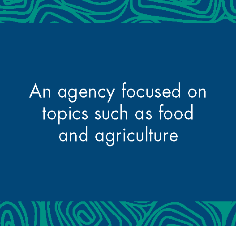 An agency focused on
topics such as food
and agriculture